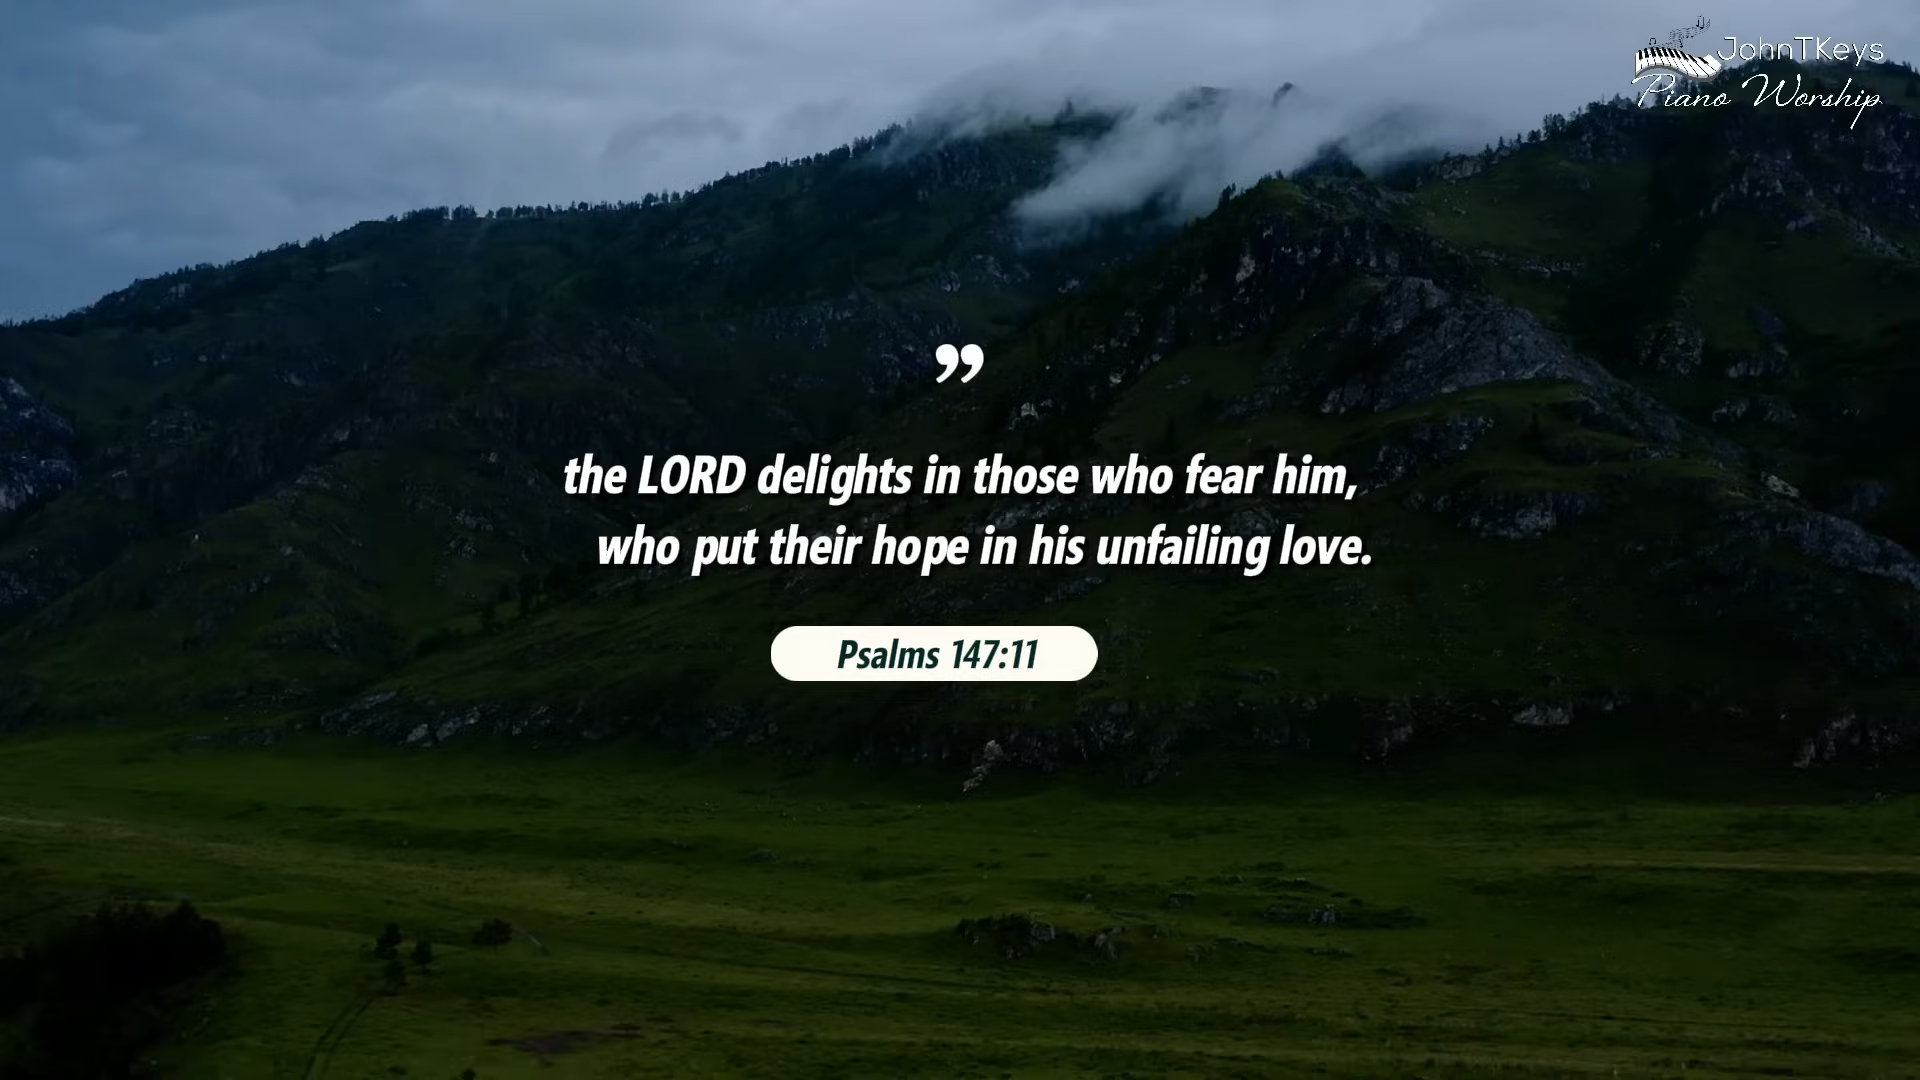 JohnTKeys
Piano Worship
”
the LORD delights in those who fear him,
who put their hope in his unfailing love.
Psalms 147:11